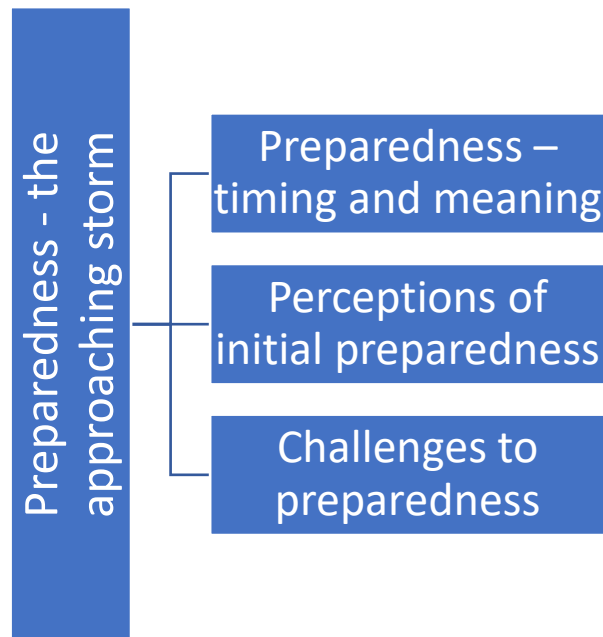 Preparedness - the
approaching storm
Preparedness –
timing and meaning
Perceptions of
initial preparedness
Challenges to
preparedness